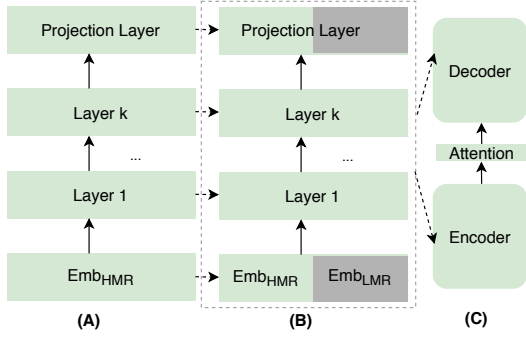 Projection Layer
Layer k
...
Layer 1
Emb_HMR
(A)
Projection Layer
Layer k
...
Layer 1
Emb_HMR
Emb_LMR
(B)
Decoder
Attention
Encoder
(C)